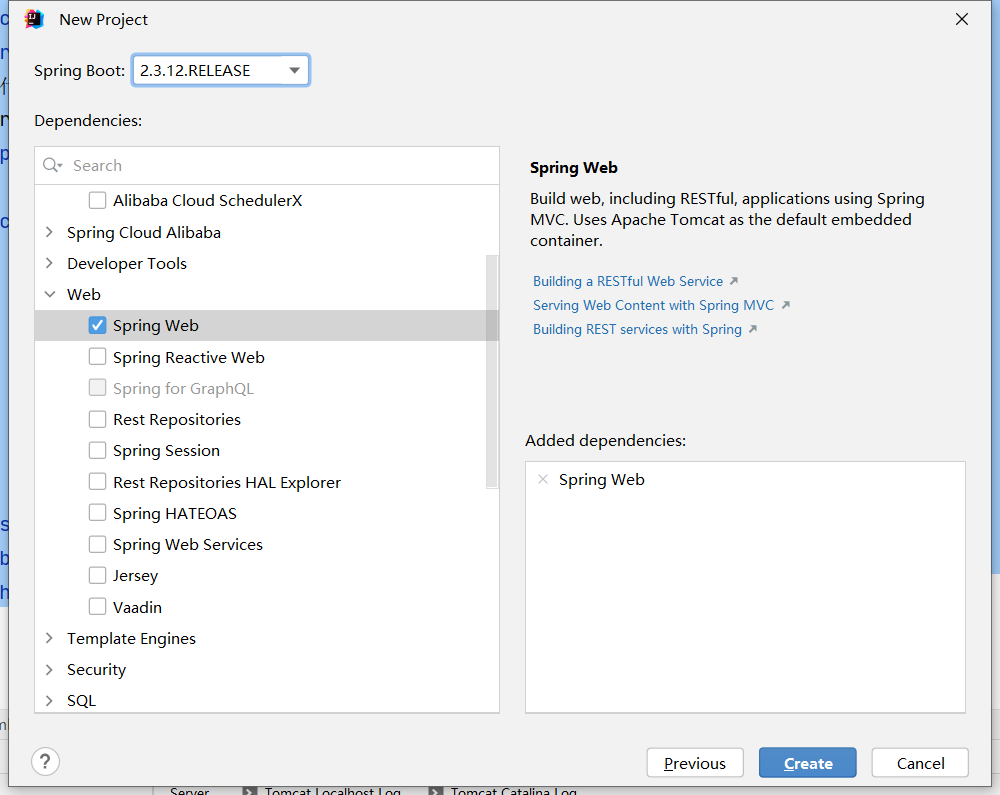 New Project
Spring Boot: 2.3.12.RELEASE
Dependencies:
Search
Alibaba Cloud SchedulerX
Spring Cloud Alibaba
Developer Tools
Web
Spring Web
Spring Reactive Web
Spring for GraphQL
Rest Repositories
Spring Session
Rest Repositories HAL Explorer
Spring HATEOAS
Spring Web Services
Jersey
Vaadin
Template Engines
Security
SQL
Spring Web
Build web, including RESTful, applications using Spring
MVC. Uses Apache Tomcat as the default embedded
container.
Building a RESTful Web Service
Serving Web Content with Spring MVC
Building REST services with Spring
Added dependencies:
Spring Web
?
Previous
Create
Cancel
Server
Tomcat Localhost Log
Tomcat Catalina Log